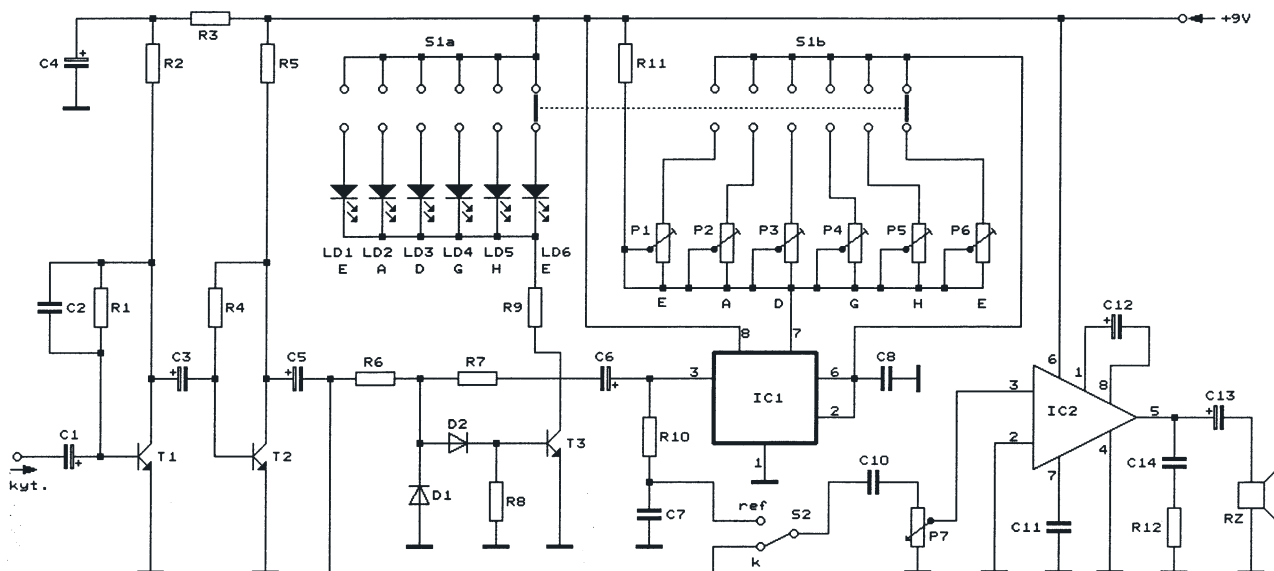 +9V
R3
S1a
S1b
C4
R2
R5
R11
P1
P2
P3
P4
P5
P6
LD1
LD2
LD3
LD4
LD5
LD6
E
A
D
G
H
E
E
A
D
G
H
E
C2
R1
R4
R9
8
7
C12
C3
C5
R6
R7
C6
3
IC1
6
2
C8
6
1
8
3
IC2
5
C13
2
4
7
D2
T3
R10
1
C1
T1
T2
kyt.
D1
R8
C7
ref
S2
k
C10
P7
C11
C14
R12
RZ